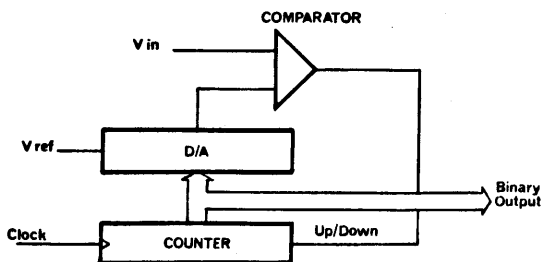 COMPARATOR
V in
V ref
D/A
Binary
Output
Clock
COUNTER
Up/Down